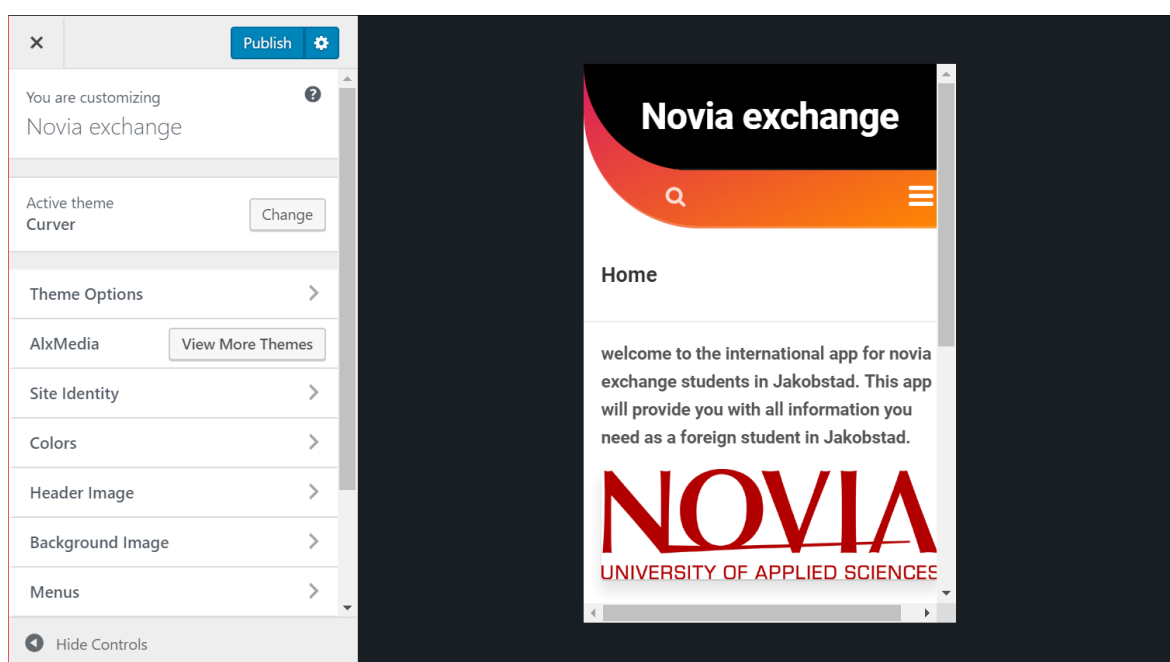 Publish
You are customizing
Novia exchange
Active theme
Curver
Change
Theme Options
AlxMedia
View More Themes
Site Identity
Colors
Header Image
Background Image
Menus
Hide Controls
Novia exchange
Home
welcome to the international app for novia
exchange students in Jakobstad. This app
will provide you with all information you
need as a foreign student in Jakobstad.
NOVIA
UNIVERSITY OF APPLIED SCIENCES